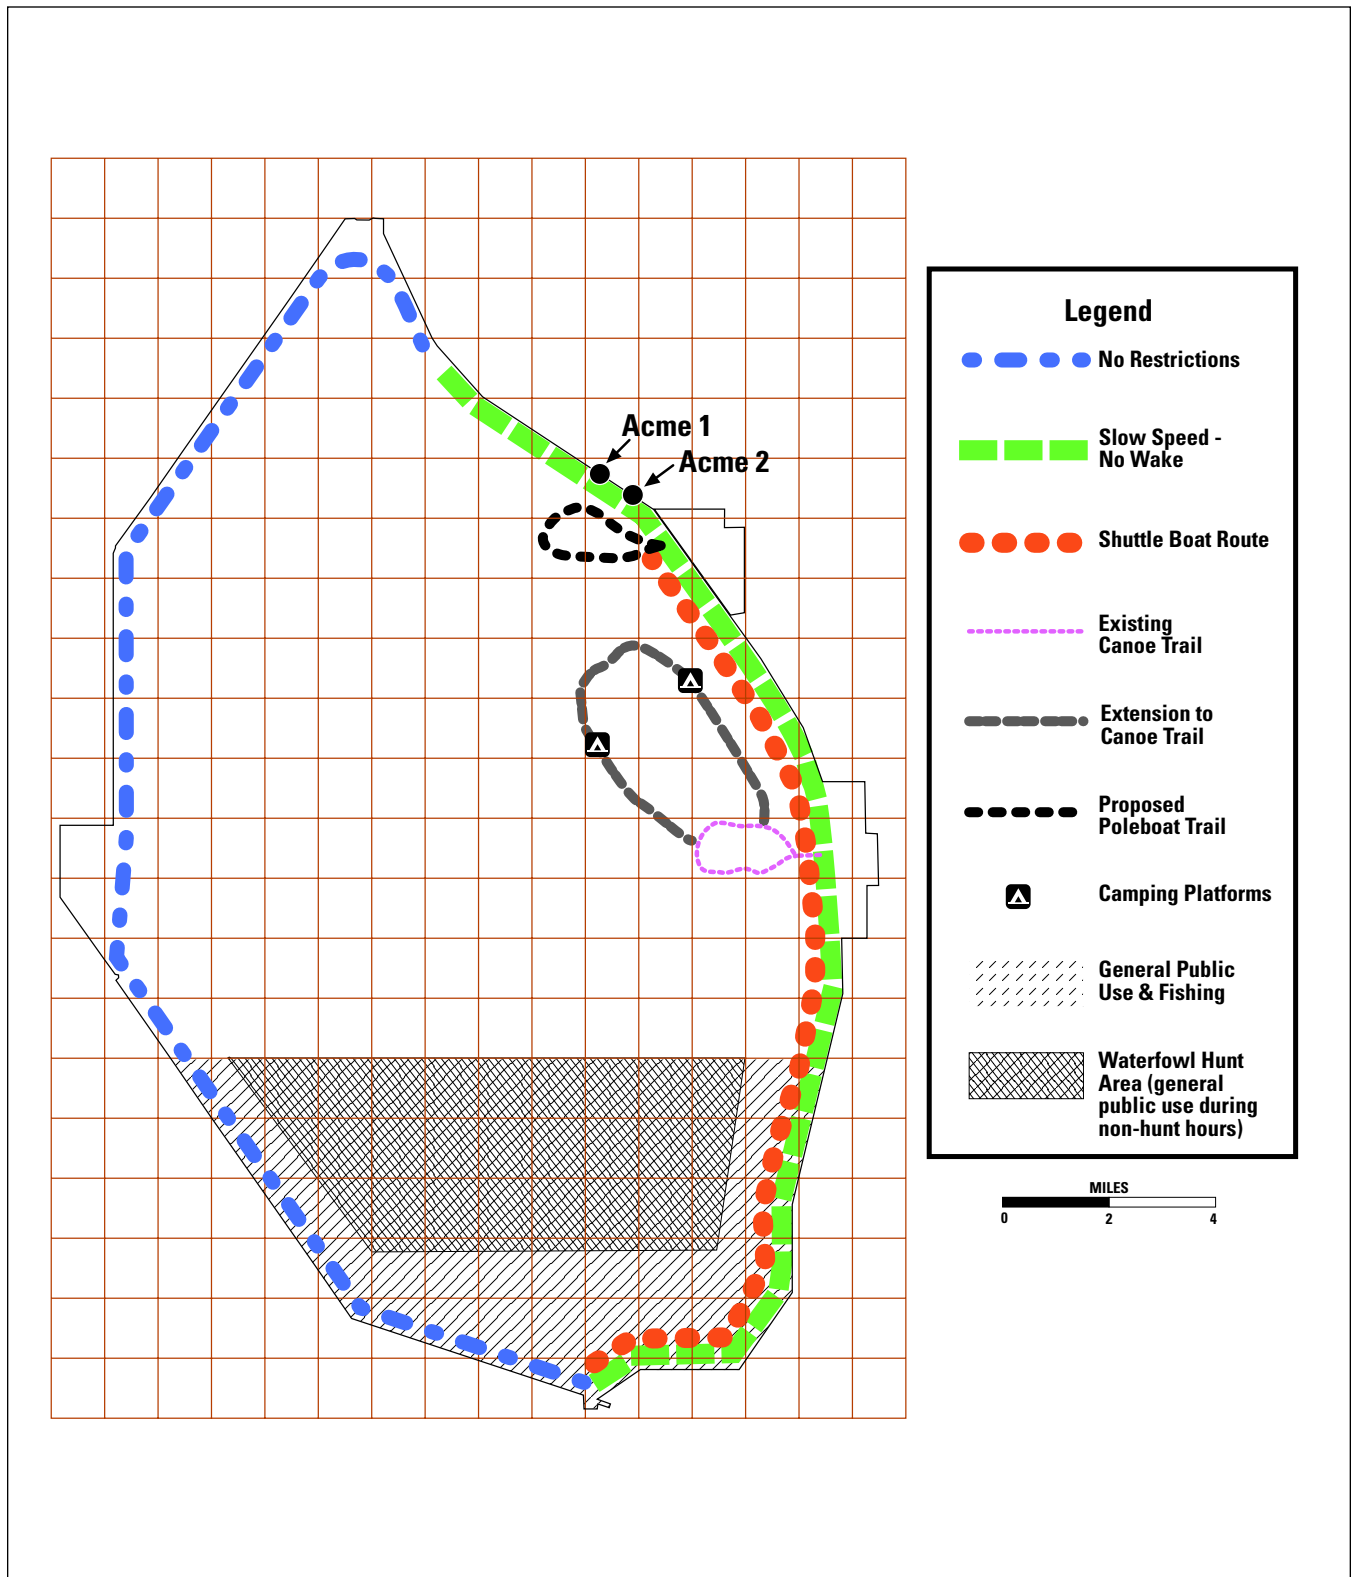 Acme 1
Acme 2
Legend
No Restrictions
Slow Speed -
No Wake
Shuttle Boat Route
Existing
Canoe Trail
Extension to
Canoe Trail
Proposed
Poleboat Trail
Camping Platforms
General Public
Use & Fishing
Waterfowl Hunt
Area (general
public use during
non-hunt hours)
MILES
0 2 4